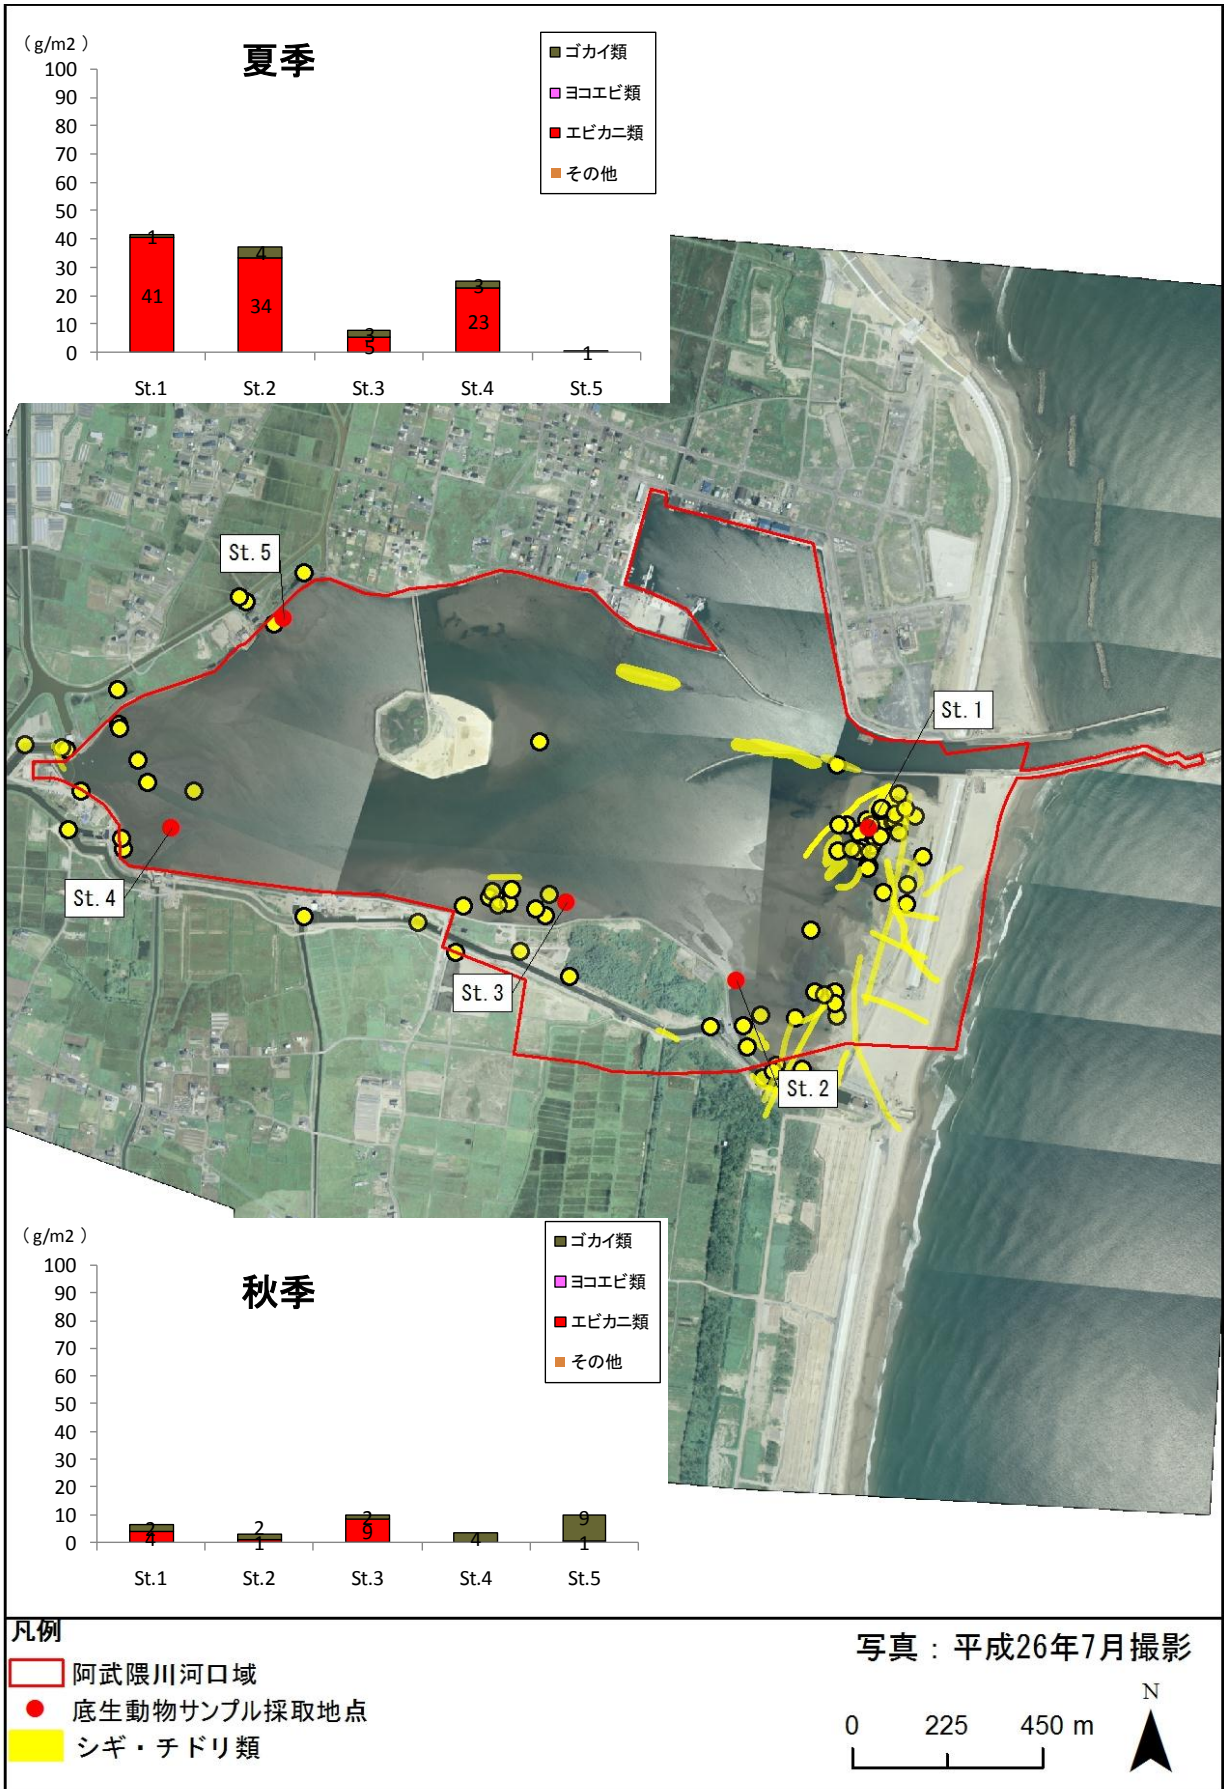 （g/m2 ）
夏季
ゴカイ類
ヨコエビ類
エビカニ類
その他
100
90
80
70
60
50
40
30
20
10
0
1
41
4
34
3
5
3
23
1
St.1 St.2 St.3 St.4 St.5
St. 5
St. 1
St. 4
St. 3
St. 2
（g/m2 ）
秋季
ゴカイ類
ヨコエビ類
エビカニ類
その他
100
90
80
70
60
50
40
30
20
10
0
2
4
2
1
2
9
4
9
1
St.1 St.2 St.3 St.4 St.5
凡例
阿武隈川河口域
底生動物サンプル採取地点
シギ・チドリ類
写真：平成26年7月撮影
N
0 225 450 m